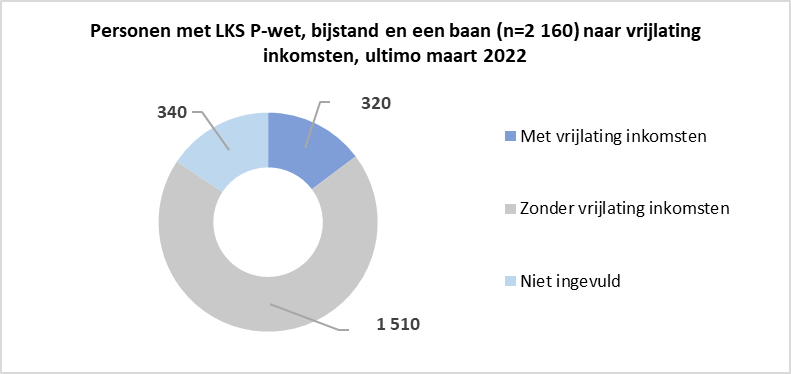 Personen met LKS P-wet, bijstand en een baan (n=2 160) naar vrijlating
inkomsten, ultimo maart 2022
340
320
1 510
Met vrijlating inkomsten
Zonder vrijlating inkomsten
Niet ingevuld